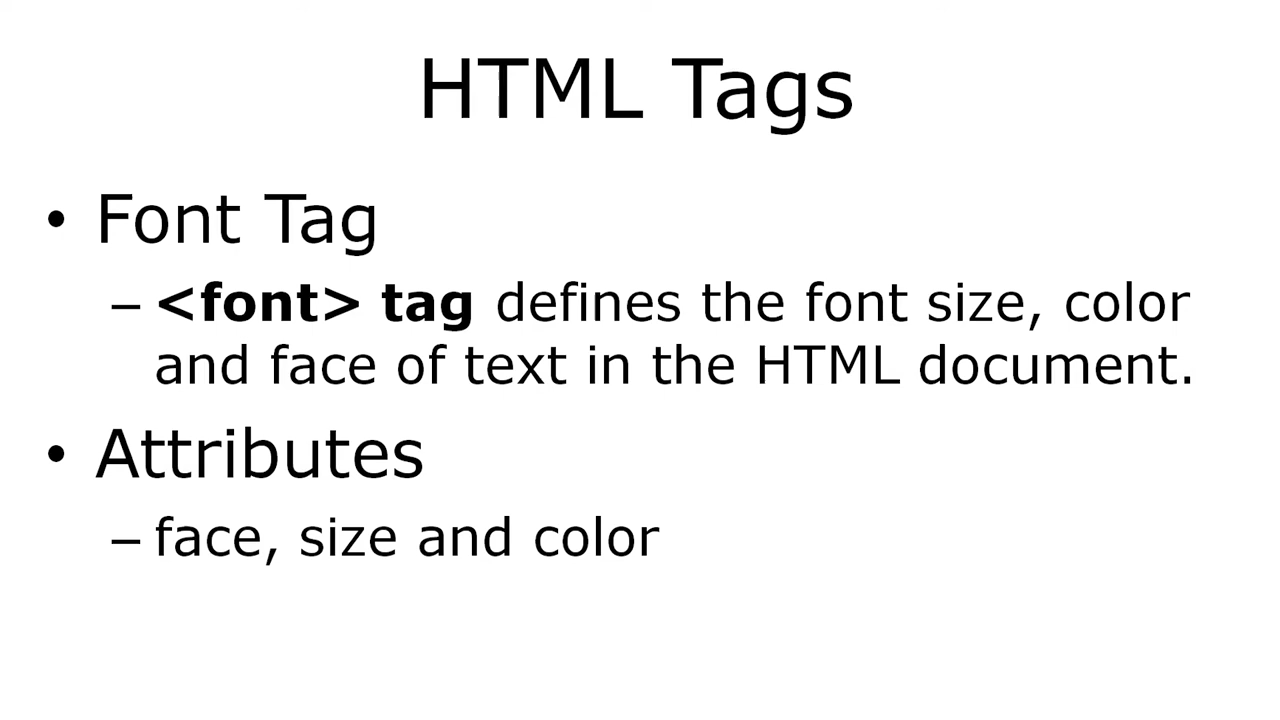 HTML Tags
• Font Tag
– <font> tag defines the font size, color
and face of text in the HTML document.
• Attributes
– face, size and color